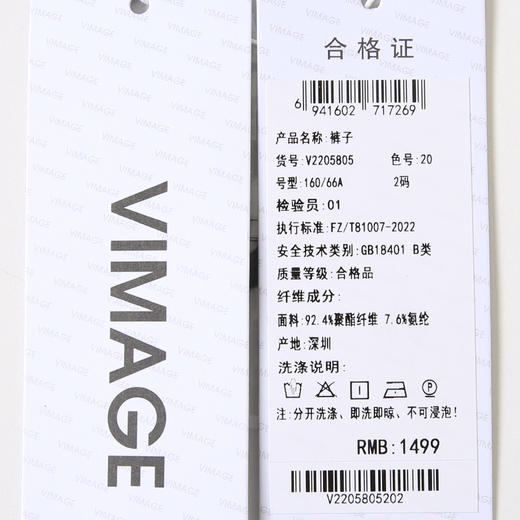 VIMAGE
合格证
6 941602 717269
产品名称:裤子
货号:V2205805 色号:20
号型:160/66A 2码
检验员:01
执行标准:FZ/T81007-2022
安全技术类别:GB18401 B类
质量等级:合格品
纤维成分:
面料:92.4%聚酯纤维 7.6%氨纶
产地:深圳
洗涤说明:
注:分开洗涤、即洗即晾、不可浸泡!
RMB:1499
V2205805202